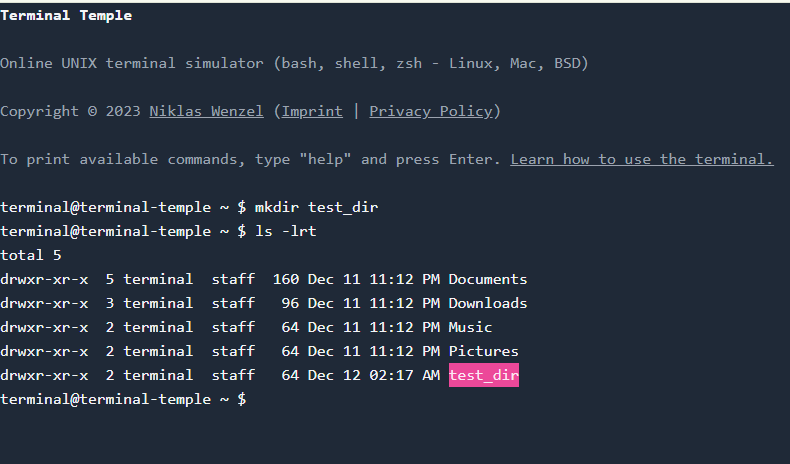 Terminal Temple
Online UNIX terminal simulator (bash, shell, zsh - Linux, Mac, BSD)
Copyright © 2023 Niklas Wenzel (Imprint | Privacy Policy)
To print available commands, type "help" and press Enter. Learn how to use the terminal.
terminal@terminal-temple ~ $ mkdir test_dir
terminal@terminal-temple ~ $ ls -lrt
total 5
drwxr-xr-x  5 terminal  staff  160 Dec 11 11:12 PM Documents
drwxr-xr-x  3 terminal  staff   96 Dec 11 11:12 PM Downloads
drwxr-xr-x  2 terminal  staff   64 Dec 11 11:12 PM Music
drwxr-xr-x  2 terminal  staff   64 Dec 11 11:12 PM Pictures
drwxr-xr-x  2 terminal  staff   64 Dec 12 02:17 AM test_dir
terminal@terminal-temple ~ $